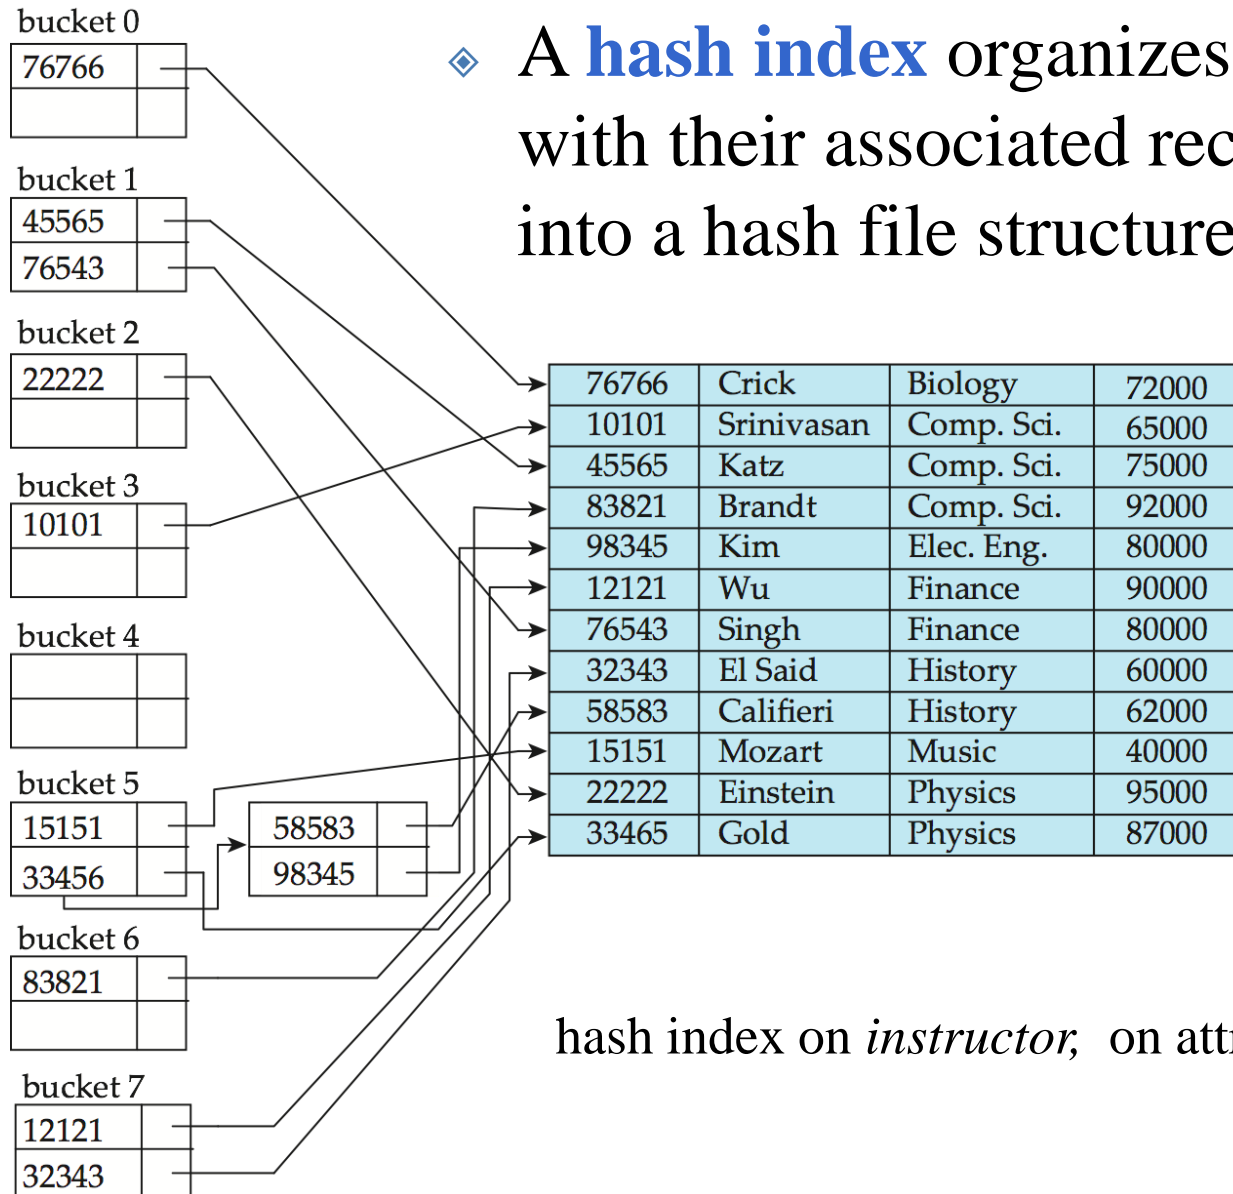 bucket 0
76766
bucket 1
45565
76543
bucket 2
22222
bucket 3
10101
bucket 4
bucket 5
15151
33456
58583
98345
bucket 6
83821
bucket 7
12121
32343
A hash index organizes
with their associated rec
into a hash file structure
76766 Crick Biology 72000
10101 Srinivasan Comp. Sci. 65000
45565 Katz Comp. Sci. 75000
83821 Brandt Comp. Sci. 92000
98345 Kim Elec. Eng. 80000
12121 Wu Finance 90000
76543 Singh Finance 80000
32343 El Said History 60000
58583 Califieri History 62000
15151 Mozart Music 40000
22222 Einstein Physics 95000
33465 Gold Physics 87000
hash index on instructor, on att